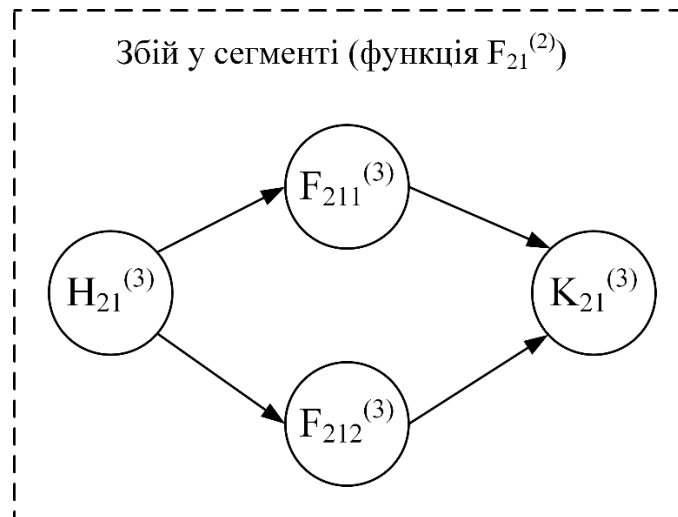 Збій у сегменті (функція F₂₁⁽²⁾)
F₂₁₁⁽³⁾
H₂₁⁽³⁾
K₂₁⁽³⁾
F₂₁₂⁽³⁾